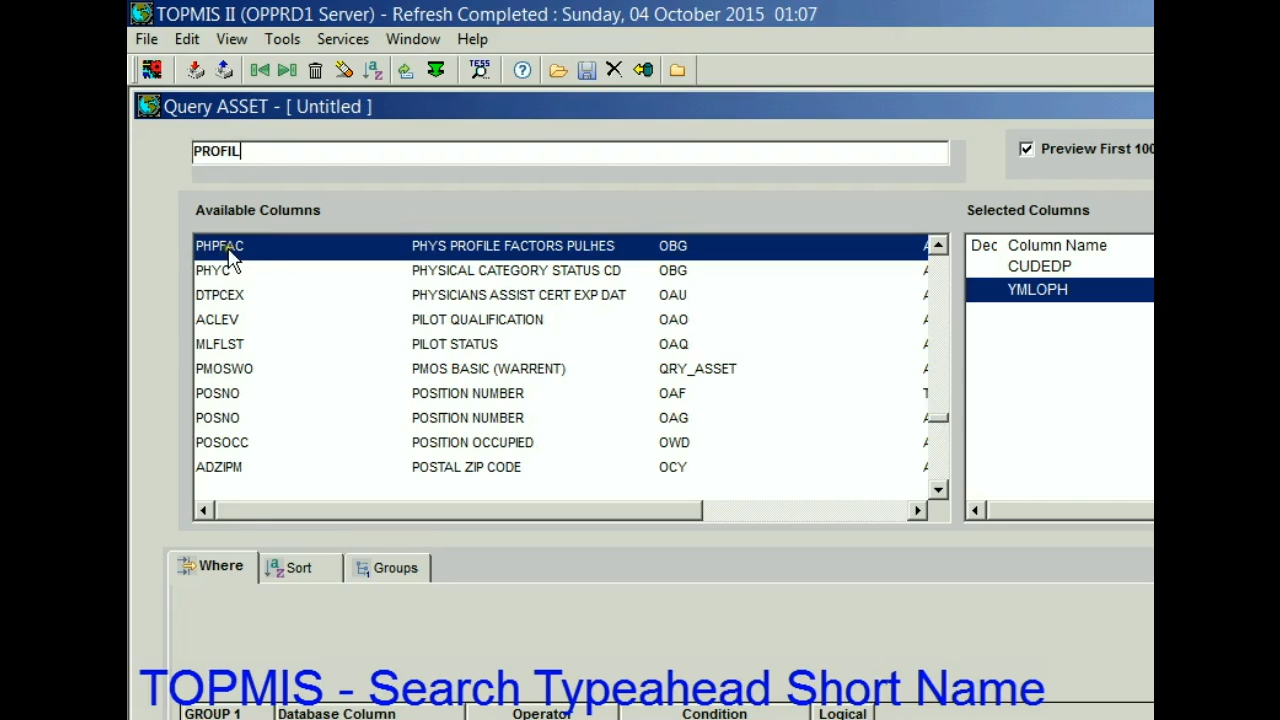 TOPMIS II (OPPRD1 Server) - Refresh Completed : Sunday, 04 October 2015 01:07
File Edit View Tools Services Window Help
TESS
Query ASSET - [ Untitled ]
PROFIL
Preview First 100
Available Columns
Selected Columns
PHPFAC PHYS PROFILE FACTORS PULHES OBG
Dec Column Name
PHYC PHYSICAL CATEGORY STATUS CD OBG
CUDEDP
DTPCEX PHYSICIANS ASSIST CERT EXP DAT OAU
YMLOPH
ACLEV PILOT QUALIFICATION OAO
MLFLST PILOT STATUS OAQ
PMOSWO PMOS BASIC (WARRENT) QRY_ASSET
POSNO POSITION NUMBER OAF
POSNO POSITION NUMBER OAG
POSOCC POSITION OCCUPIED OWD
ADZIPM POSTAL ZIP CODE OCY
Where Sort Groups
TOPMIS - Search Typeahead Short Name
GROUP 1 Database Column Operator Condition Logical